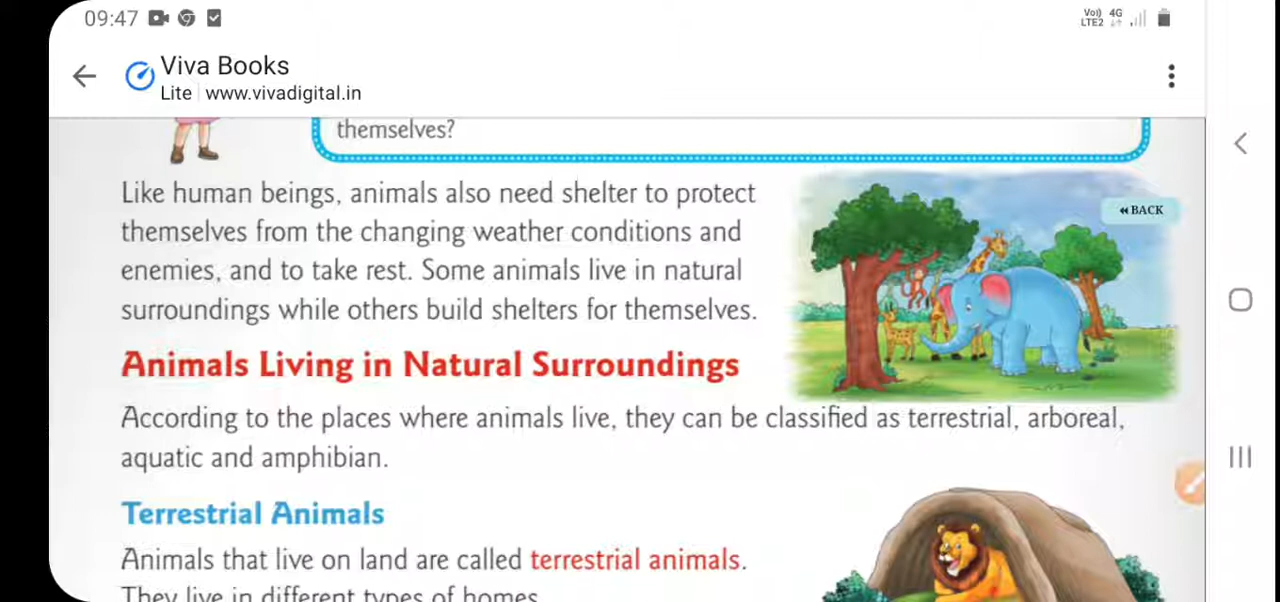 09:47
Vo)) 4G
LTE2
Viva Books
Lite www.vivadigital.in
themselves?
Like human beings, animals also need shelter to protect
themselves from the changing weather conditions and
enemies, and to take rest. Some animals live in natural
surroundings while others build shelters for themselves.
BACK
Animals Living in Natural Surroundings
According to the places where animals live, they can be classified as terrestrial, arboreal,
aquatic and amphibian.
Terrestrial Animals
Animals that live on land are called terrestrial animals.
They live in different types of homes